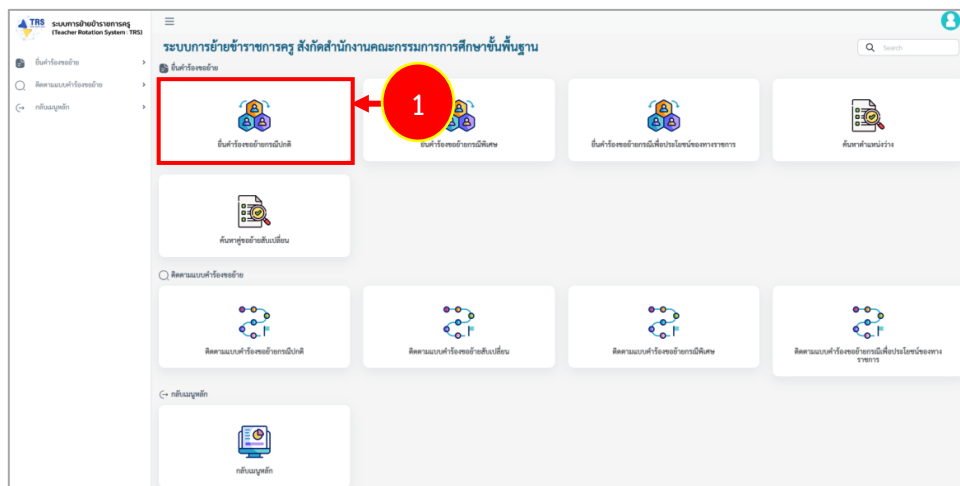 TRS ระบบการย้ายข้าราชการครู
(Teacher Rotation System : TRS)
ยื่นคำร้องขอย้าย
ติดตามแบบคำร้องขอย้าย
กลับเมนูหลัก
ระบบการย้ายข้าราชการครู สังกัดสำนักงานคณะกรรมการการศึกษาขั้นพื้นฐาน
Search
ยื่นคำร้องขอย้าย
1
ยื่นคำร้องขอย้ายกรณีปกติ
ยื่นคำร้องขอย้ายกรณีพิเศษ
ยื่นคำร้องขอย้ายกรณีเพื่อประโยชน์ของทางราชการ
ค้นหาตำแหน่งว่าง
ค้นหาคู่ขอย้ายสับเปลี่ยน
ติดตามแบบคำร้องขอย้าย
ติดตามแบบคำร้องขอย้ายกรณีปกติ
ติดตามแบบคำร้องขอย้ายสับเปลี่ยน
ติดตามแบบคำร้องขอย้ายกรณีพิเศษ
ติดตามแบบคำร้องขอย้ายกรณีเพื่อประโยชน์ของทาง
ราชการ
กลับเมนูหลัก
กลับเมนูหลัก